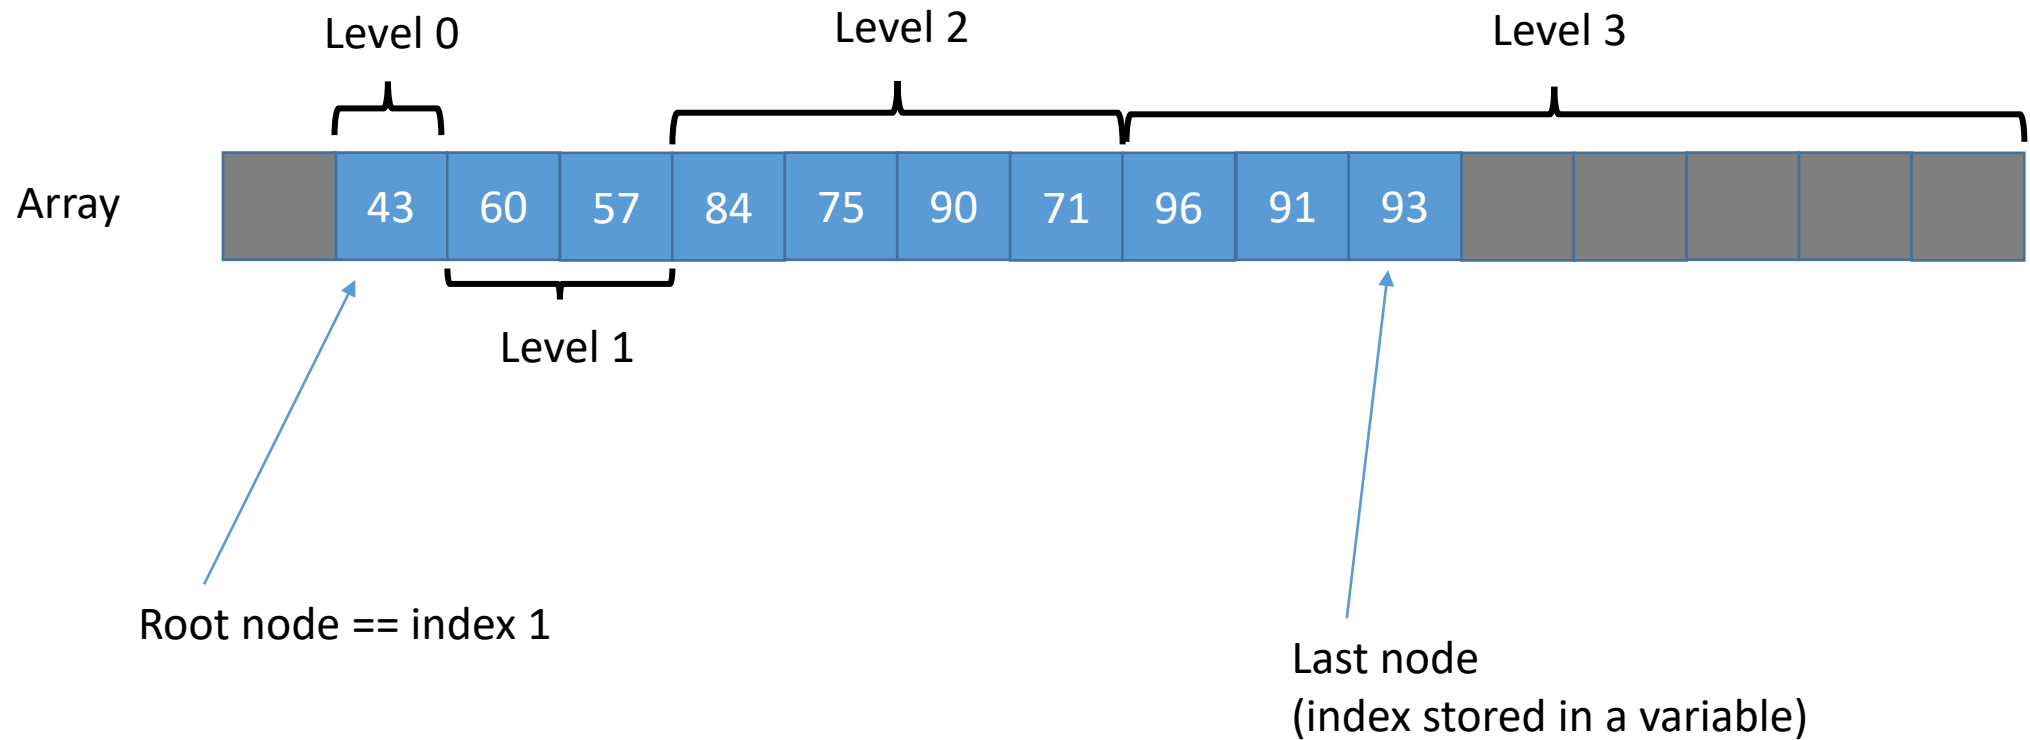 Level 0
Level 2
Level 3
Array
43 60 57 84 75 90 71 96 91 93
Level 1
Root node == index 1
Last node
(index stored in a variable)